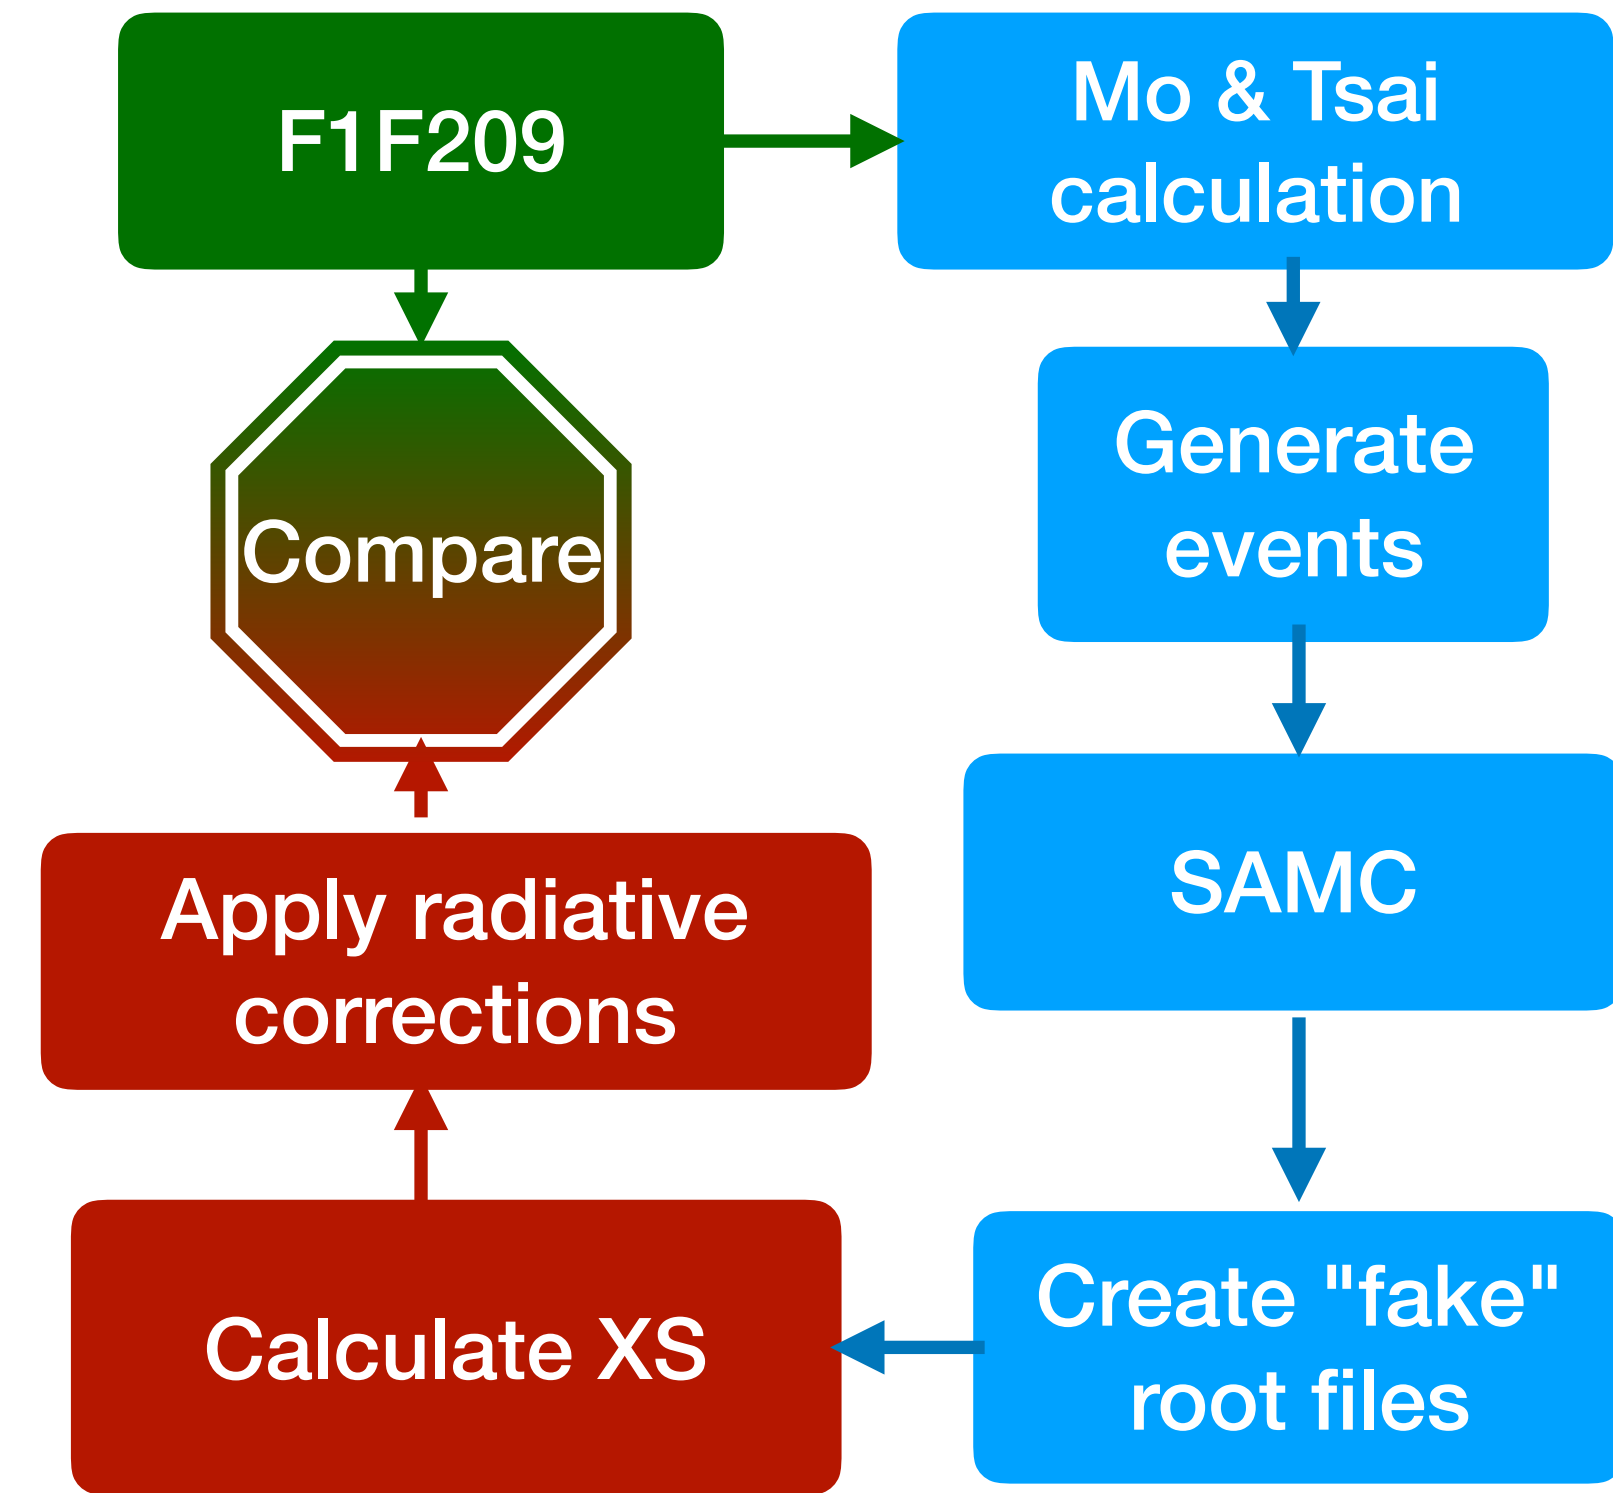 F1F209
Mo & Tsai
calculation
Generate
events
Compare
SAMC
Apply radiative
corrections
Create "fake"
root files
Calculate XS